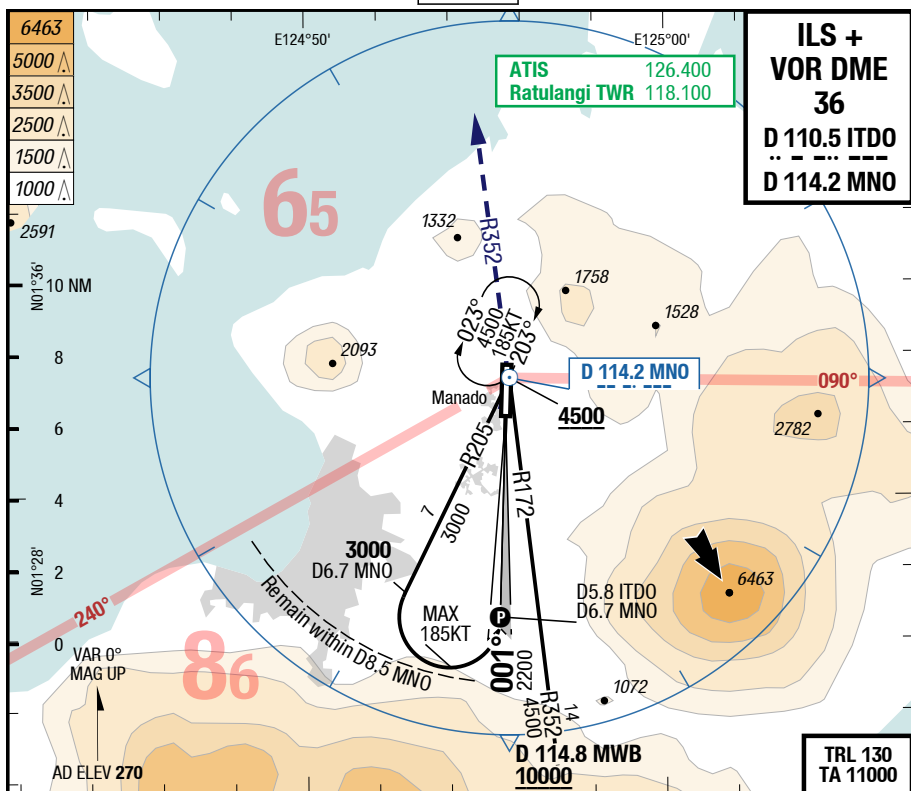 6463
5000
3500
2500
1500
1000
E124°50'
E125°00'
ATIS 126.400
Ratulangi TWR 118.100
ILS +
VOR DME
36
D 110.5 ITDO
D 114.2 MNO
65
2591
1332
R352
N01°36'
10 NM
1758
1528
023°
4500
185KT
203°
8
2093
D 114.2 MNO
090°
Manado
4500
6
2782
R205
R172
4
7
3000
3000
D6.7 MNO
N01°28'
2
6463
D5.8 ITDO
D6.7 MNO
Remain within D8.5 MNO
MAX
185KT
P
240°
0
86
VAR 0°
MAG UP
001°
2200
1072
4500
R352
14
D 114.8 MWB
10000
AD ELEV 270
TRL 130
TA 11000